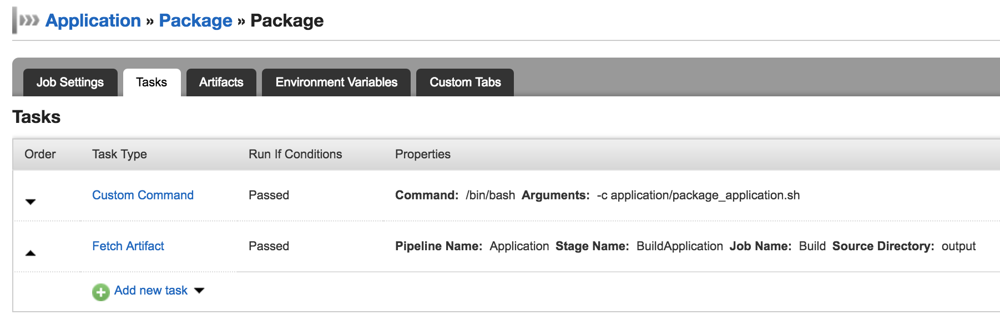 Application » Package » Package
Job Settings Tasks Artifacts Environment Variables Custom Tabs
Tasks
Order Task Type Run If Conditions Properties
Custom Command Passed Command: /bin/bash Arguments: -c application/package_application.sh
Fetch Artifact Passed Pipeline Name: Application Stage Name: BuildApplication Job Name: Build Source Directory: output
Add new task